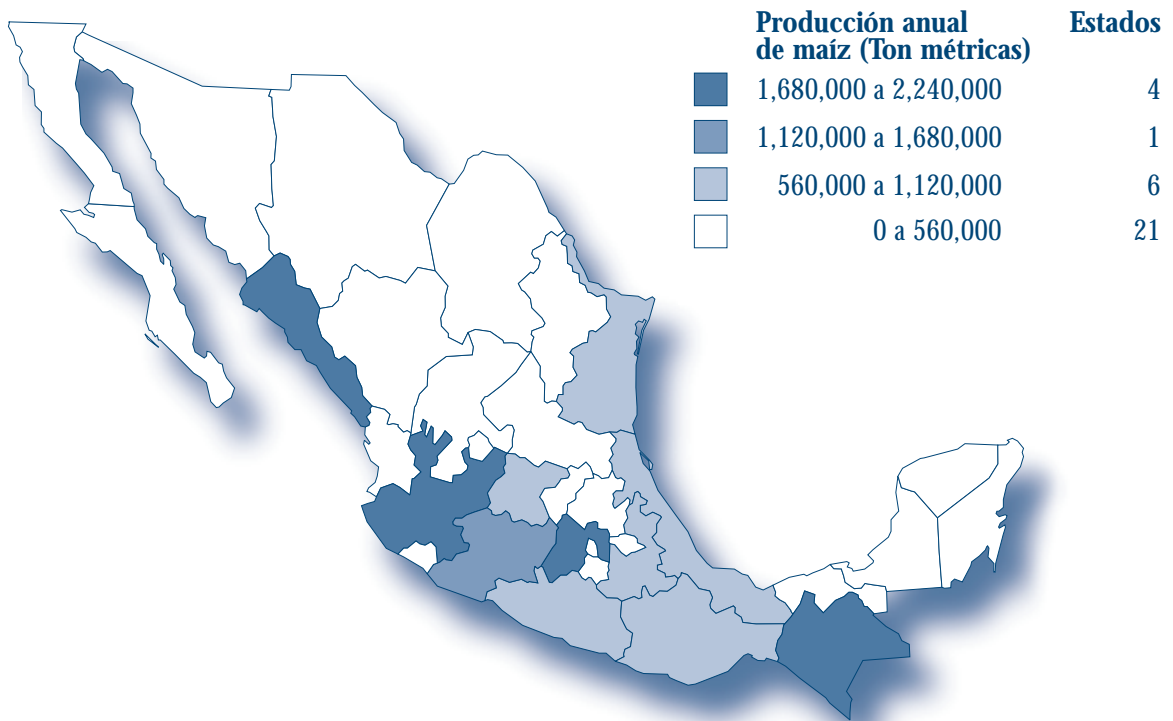 Producción anual Estados
de maíz (Ton métricas)
1,680,000 a 2,240,000 4
1,120,000 a 1,680,000 1
560,000 a 1,120,000 6
0 a 560,000 21